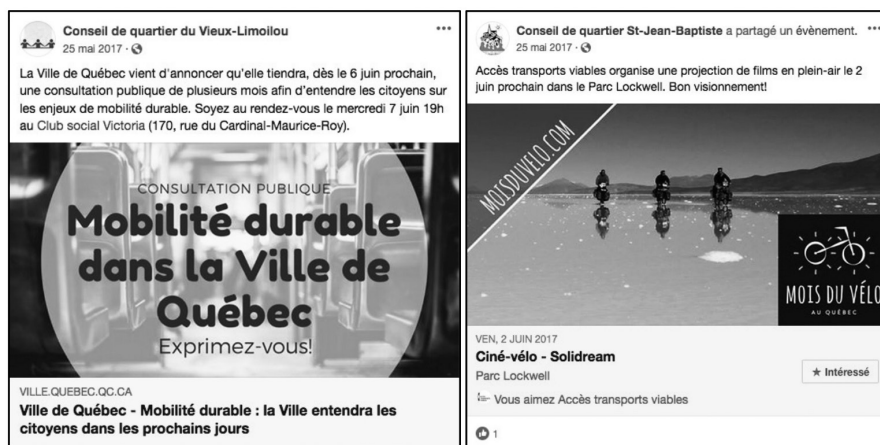 Conseil de quartier du Vieux-Limoilou
25 mai 2017 ·
La Ville de Québec vient d'annoncer qu'elle tiendra, dès le 6 juin prochain,
une consultation publique de plusieurs mois afin d'entendre les citoyens sur
les enjeux de mobilité durable. Soyez au rendez-vous le mercredi 7 juin 19h
au Club social Victoria (170, rue du Cardinal-Maurice-Roy).
CONSULTATION PUBLIQUE
Mobilité durable
dans la Ville de
Québec
Exprimez-vous!
VILLE.QUEBEC.QC.CA
Ville de Québec - Mobilité durable : la Ville entendra les
citoyens dans les prochains jours
Conseil de quartier St-Jean-Baptiste a partagé un évènement.
25 mai 2017 ·
Accès transports viables organise une projection de films en plein-air le 2
juin prochain dans le Parc Lockwell. Bon visionnement!
MOISDUVELO.COM
MOIS DU VÉLO
AU QUÉBEC
VEN, 2 JUIN 2017
Ciné-vélo - Solidream
Parc Lockwell
★ Intéressé
Vous aimez Accès transports viables
1